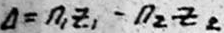 Δ = n₁z₁ - n₂z₂